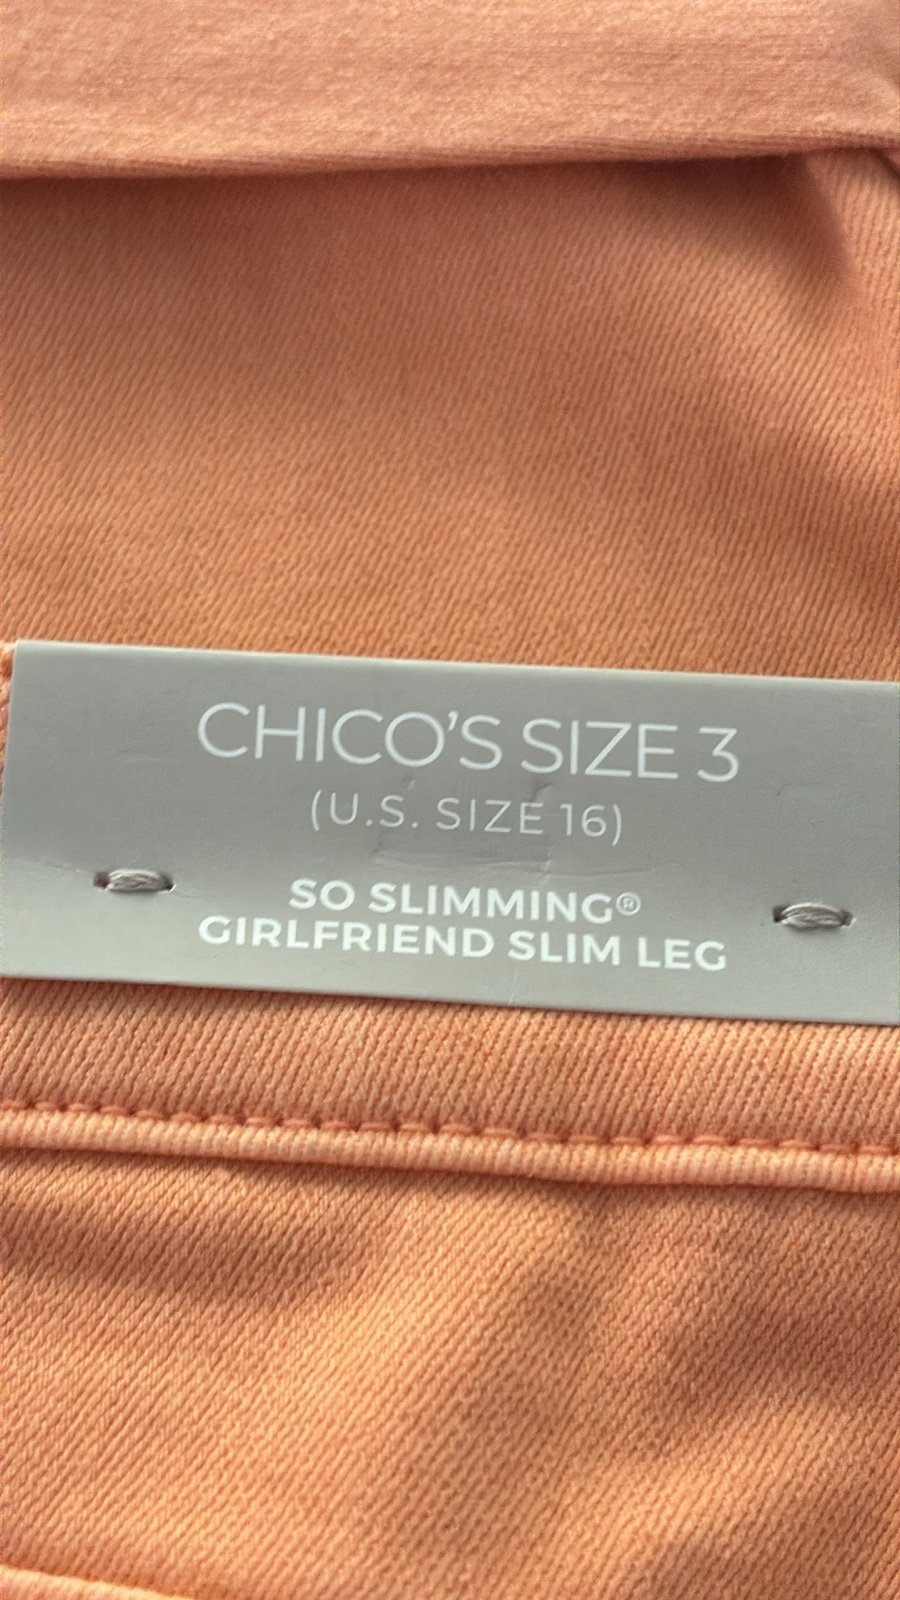 CHICO'S SIZE 3
(U.S. SIZE 16)
SO SLIMMING®
GIRLFRIEND SLIM LEG